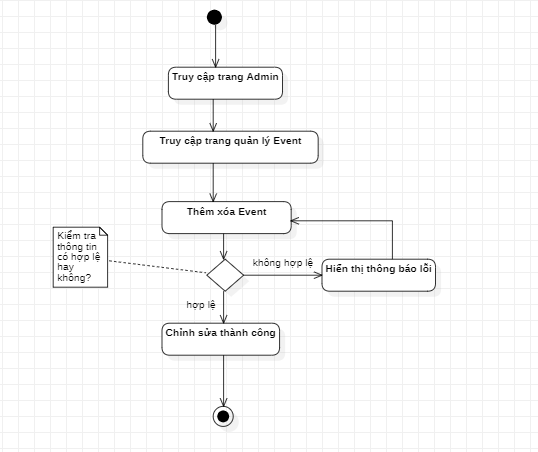 Truy cập trang Admin
Truy cập trang quản lý Event
Thêm xóa Event
Kiểm tra
thông tin
có hợp lệ
hay
không?
không hợp lệ
Hiển thị thông báo lỗi
hợp lệ
Chỉnh sửa thành công